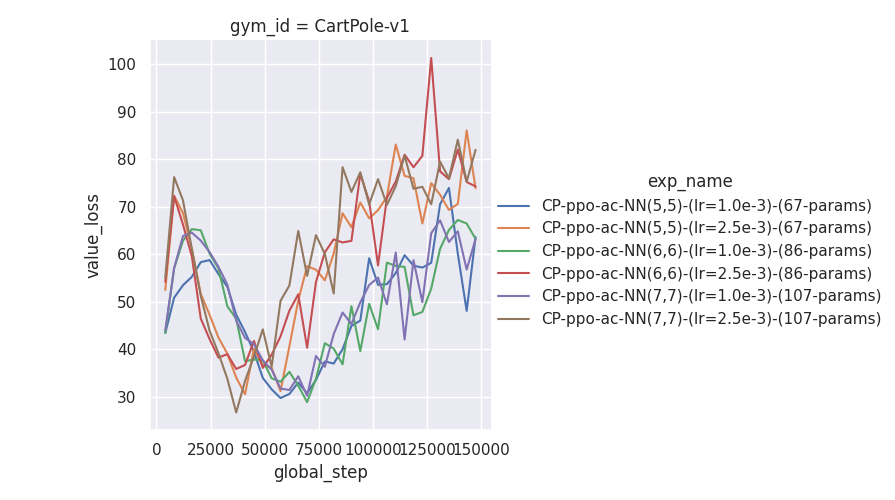 gym_id = CartPole-v1
100
90
80
70
60
50
40
30
value_loss
0 25000 50000 75000 100000 125000 150000
global_step
exp_name
CP-ppo-ac-NN(5,5)-(lr=1.0e-3)-(67-params)
CP-ppo-ac-NN(5,5)-(lr=2.5e-3)-(67-params)
CP-ppo-ac-NN(6,6)-(lr=1.0e-3)-(86-params)
CP-ppo-ac-NN(6,6)-(lr=2.5e-3)-(86-params)
CP-ppo-ac-NN(7,7)-(lr=1.0e-3)-(107-params)
CP-ppo-ac-NN(7,7)-(lr=2.5e-3)-(107-params)